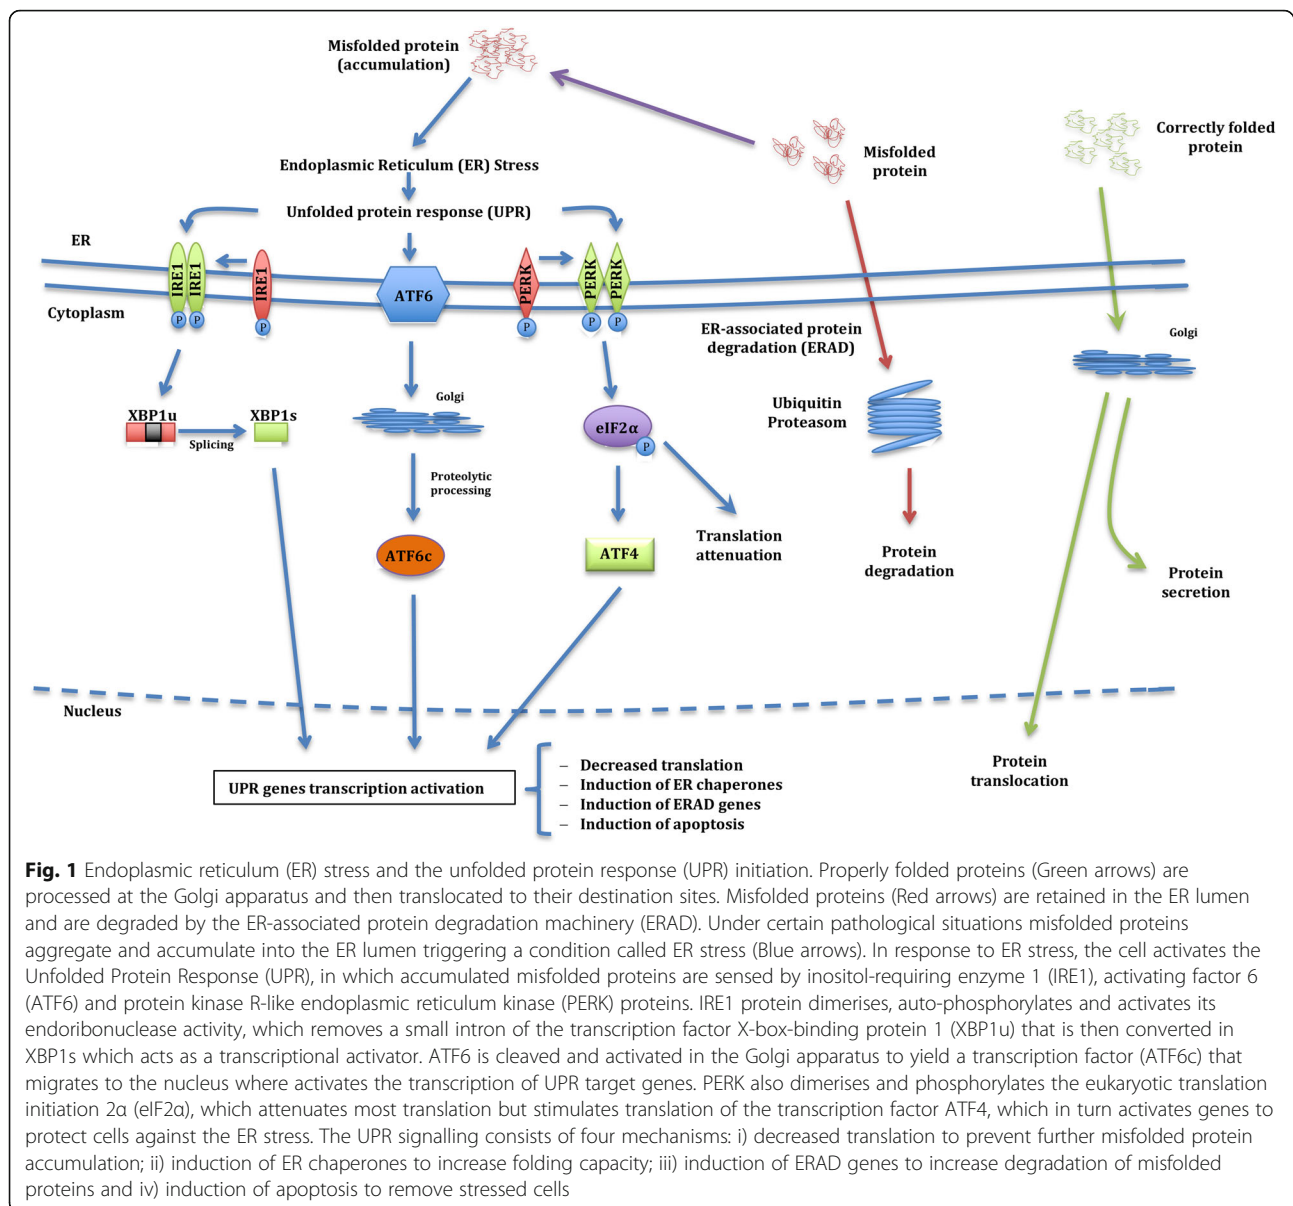 Misfolded protein
(accumulation)
Correctly folded
protein
Misfolded
protein
Endoplasmic Reticulum (ER) Stress
Unfolded protein response (UPR)
ER
IRE1
IRE1
IRE1
ATF6
PERK
PERK
PERK
Cytoplasm
P
P
P
P
P
P
ER-associated protein
degradation (ERAD)
Golgi
XBP1u
XBP1s
Splicing
Golgi
eIF2α
P
Ubiquitin
Proteasom
Proteolytic
processing
ATF6c
ATF4
Translation
attenuation
Protein
degradation
Protein
secretion
Nucleus
Protein
translocation
UPR genes transcription activation
– Decreased translation
– Induction of ER chaperones
– Induction of ERAD genes
– Induction of apoptosis
Fig. 1 Endoplasmic reticulum (ER) stress and the unfolded protein response (UPR) initiation. Properly folded proteins (Green arrows) are
processed at the Golgi apparatus and then translocated to their destination sites. Misfolded proteins (Red arrows) are retained in the ER lumen
and are degraded by the ER-associated protein degradation machinery (ERAD). Under certain pathological situations misfolded proteins
aggregate and accumulate into the ER lumen triggering a condition called ER stress (Blue arrows). In response to ER stress, the cell activates the
Unfolded Protein Response (UPR), in which accumulated misfolded proteins are sensed by inositol-requiring enzyme 1 (IRE1), activating factor 6
(ATF6) and protein kinase R-like endoplasmic reticulum kinase (PERK) proteins. IRE1 protein dimerises, auto-phosphorylates and activates its
endoribonuclease activity, which removes a small intron of the transcription factor X-box-binding protein 1 (XBP1u) that is then converted in
XBP1s which acts as a transcriptional activator. ATF6 is cleaved and activated in the Golgi apparatus to yield a transcription factor (ATF6c) that
migrates to the nucleus where activates the transcription of UPR target genes. PERK also dimerises and phosphorylates the eukaryotic translation
initiation 2α (eIF2α), which attenuates most translation but stimulates translation of the transcription factor ATF4, which in turn activates genes to
protect cells against the ER stress. The UPR signalling consists of four mechanisms: i) decreased translation to prevent further misfolded protein
accumulation; ii) induction of ER chaperones to increase folding capacity; iii) induction of ERAD genes to increase degradation of misfolded
proteins and iv) induction of apoptosis to remove stressed cells